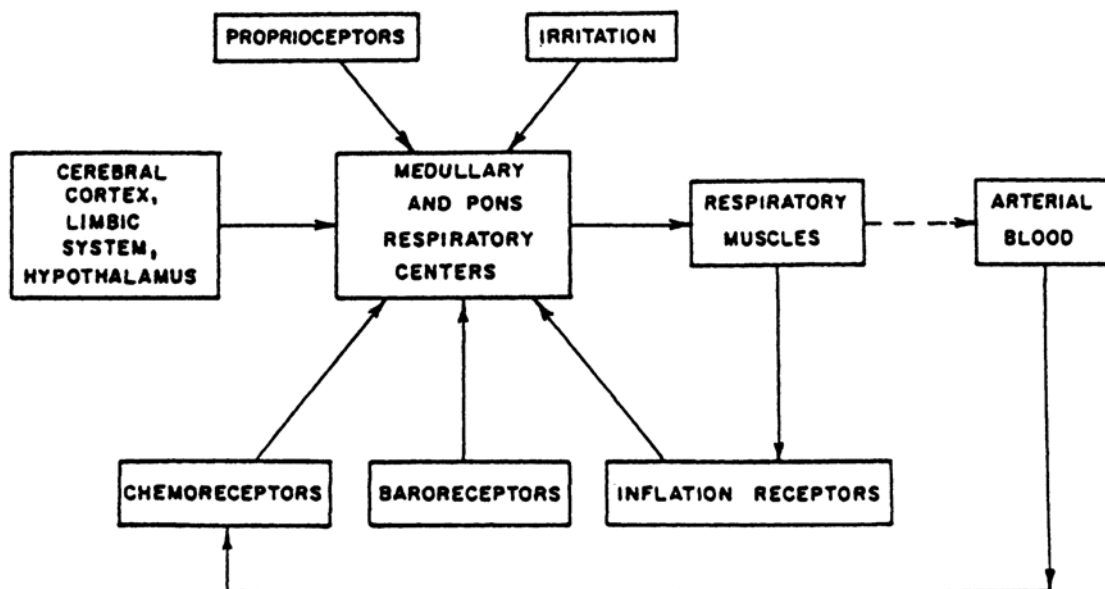 PROPRIOCEPTORS
IRRITATION
CEREBRAL
CORTEX,
LIMBIC
SYSTEM,
HYPOTHALAMUS
MEDULLARY
AND PONS
RESPIRATORY
CENTERS
RESPIRATORY
MUSCLES
ARTERIAL
BLOOD
CHEMORECEPTORS
BARORECEPTORS
INFLATION RECEPTORS